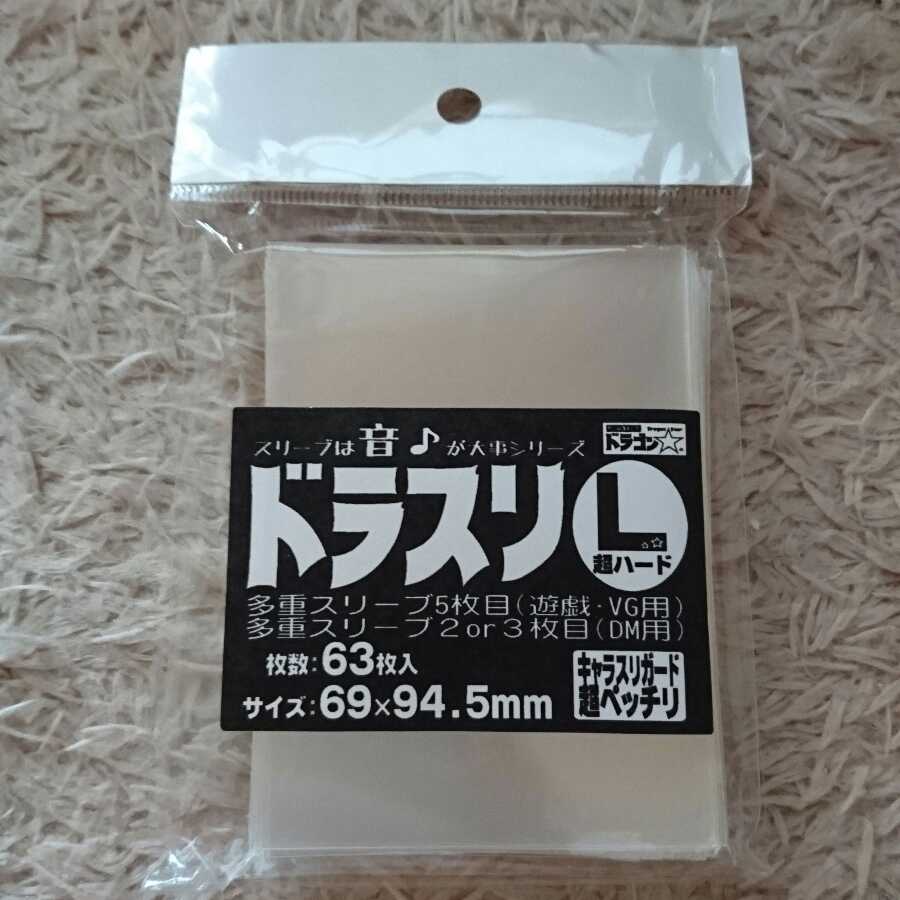 スリーブは音♪が大事シリーズ
ドラゴン☆
ドラスリ
L
超ハード
多重スリーブ5枚目(遊戯・VG用)
多重スリーブ2or3枚目(DM用)
枚数:63枚入
サイズ:69×94.5mm
キャラスリガード
超ペッチリ